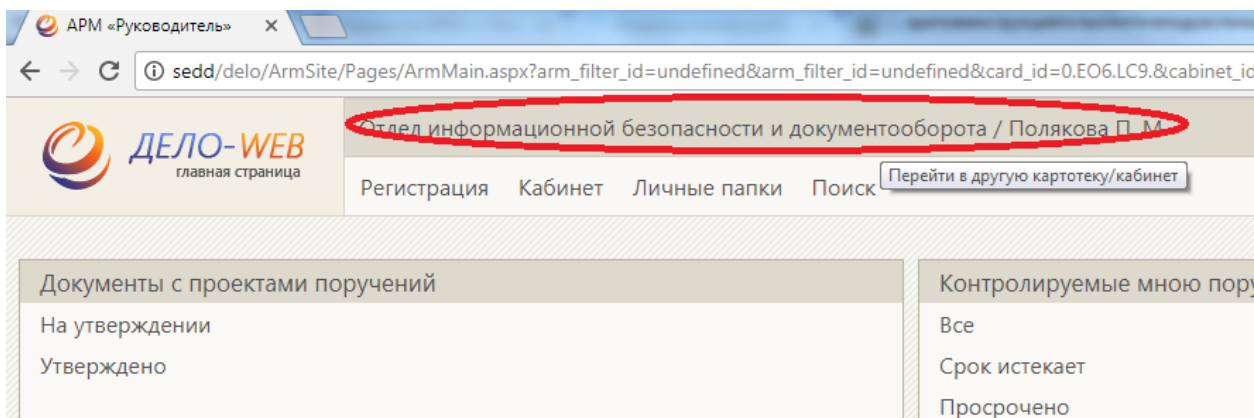 АРМ «Руководитель»
sedd/delo/ArmSite/Pages/ArmMain.aspx?arm_filter_id=undefined&arm_filter_id=undefined&card_id=0.EO6.LC9.&cabinet_id
Отдел информационной безопасности и документооборота / Полякова П. М.
ДЕЛО-WEB
главная страница
Регистрация Кабинет Личные папки Поиск
Перейти в другую картотеку/кабинет
Документы с проектами поручений
На утверждении
Утверждено
Контролируемые мною пору
Все
Срок истекает
Просрочено